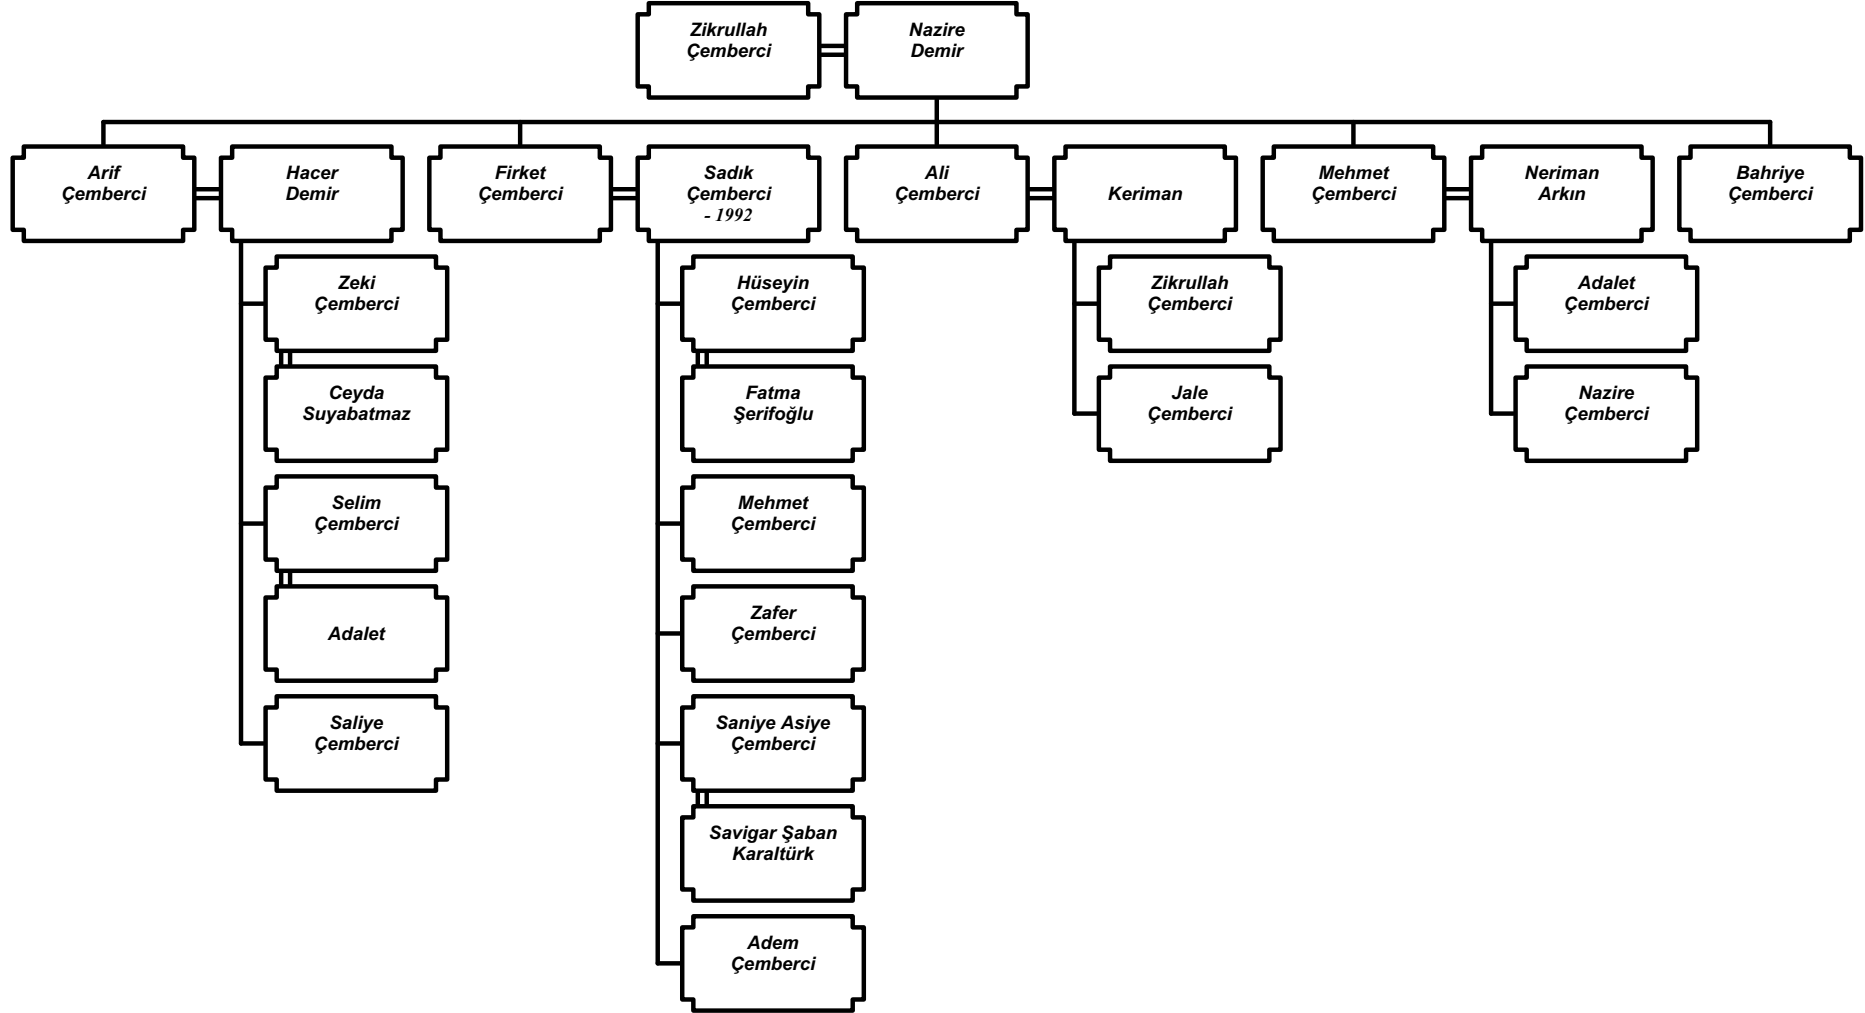 Zikrullah
Çemberci
Nazire
Demir
Arif
Çemberci
Hacer
Demir
Firket
Çemberci
Sadık
Çemberci
- 1992
Ali
Çemberci
Keriman
Mehmet
Çemberci
Neriman
Arkın
Bahriye
Çemberci
Zeki
Çemberci
Ceyda
Suyabatmaz
Selim
Çemberci
Adalet
Saliye
Çemberci
Hüseyin
Çemberci
Fatma
Şerifoğlu
Mehmet
Çemberci
Zafer
Çemberci
Saniye Asiye
Çemberci
Savigar Şaban
Karaltürk
Adem
Çemberci
Zikrullah
Çemberci
Jale
Çemberci
Adalet
Çemberci
Nazire
Çemberci